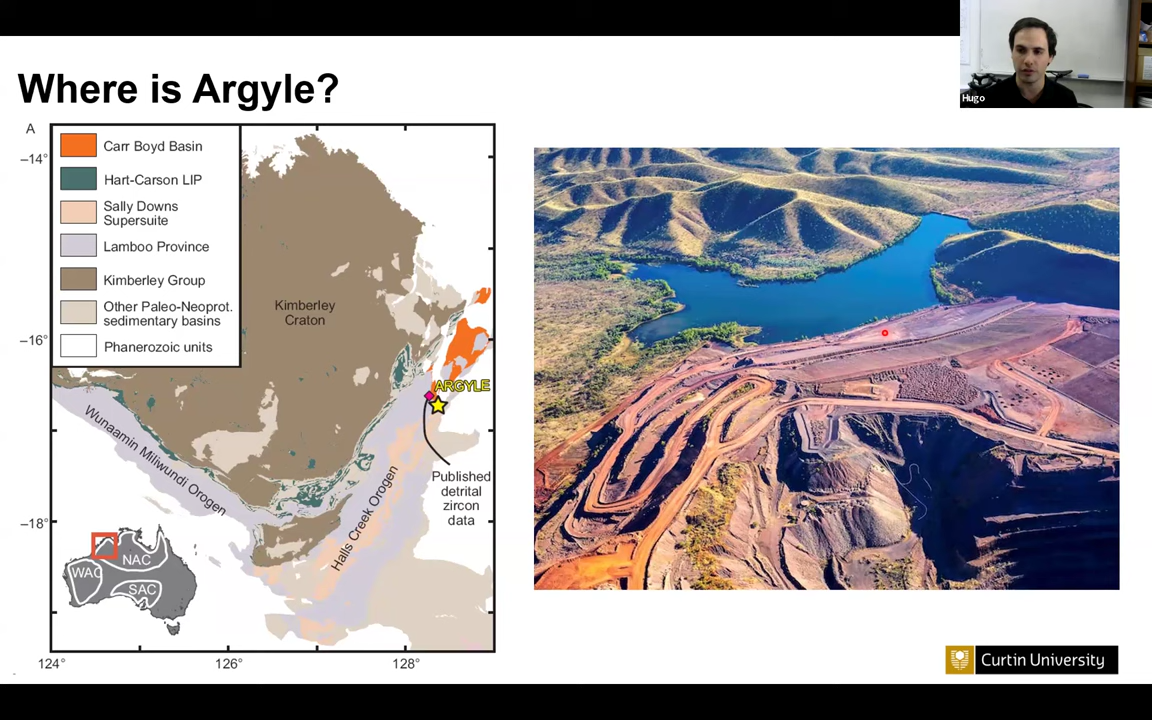 Hugo
Where is Argyle?
A
Carr Boyd Basin
Hart-Carson LIP
Sally Downs
Supersuite
Lamboo Province
Kimberley Group
Other Paleo-Neoprot.
sedimentary basins
Phanerozoic units
–14°
–16°
–18°
Kimberley
Craton
ARGYLE
Wunaamin Miliwundi Orogen
Halls Creek Orogen
Published
detrital
zircon
data
NAC
WAC
SAC
124°
126°
128°
Curtin University